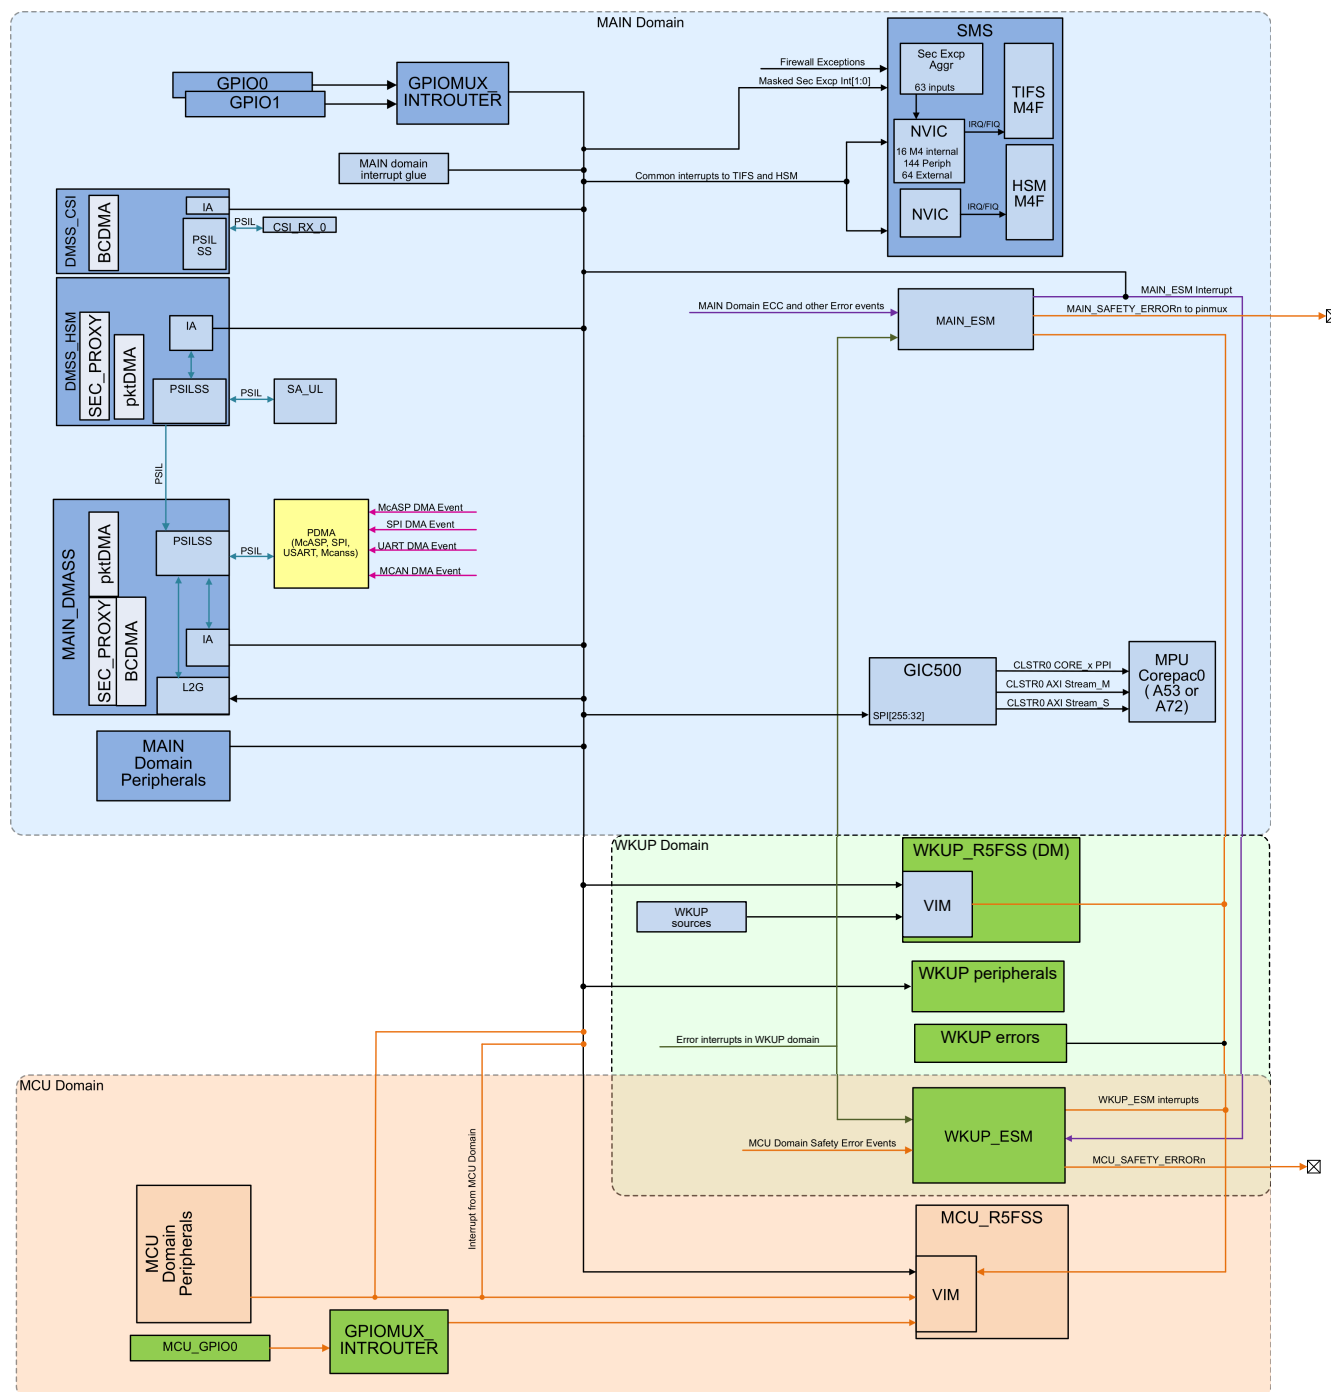 MAIN Domain
GPIO0
GPIO1
GPIOMUX_
INTROUTER
MAIN domain
interrupt glue
Firewall Exceptions
Masked Sec Excp Int[1:0]
Common interrupts to TIFS and HSM
SMS
Sec Excp
Aggr
63 inputs
NVIC
16 M4 internal
144 Periph
64 External
IRQ/FIQ
TIFS
M4F
NVIC
IRQ/FIQ
HSM
M4F
DMSS_CSI
BCDMA
IA
PSIL
SS
PSIL
CSI_RX_0
DMSS_HSM
SEC_PROXY
pktDMA
IA
PSILSS
PSIL
SA_UL
PSIL
MAIN Domain ECC and other Error events
MAIN_ESM
MAIN_ESM Interrupt
MAIN_SAFETY_ERRORn to pinmux
MAIN_DMASS
pktDMA
SEC_PROXY
BCDMA
PSILSS
IA
L2G
PSIL
PDMA
(McASP, SPI,
USART, Mcanss)
McASP DMA Event
SPI DMA Event
UART DMA Event
MCAN DMA Event
GIC500
SPI[255:32]
CLSTR0 CORE_x PPI
CLSTR0 AXI Stream_M
CLSTR0 AXI Stream_S
MPU
Corepac0
( A53 or
A72)
MAIN
Domain
Peripherals
WKUP Domain
WKUP_R5FSS (DM)
VIM
WKUP
sources
WKUP peripherals
WKUP errors
Error interrupts in WKUP domain
MCU Domain
WKUP_ESM
WKUP_ESM interrupts
MCU Domain Safety Error Events
MCU_SAFETY_ERRORn
Interrupt from MCU Domain
MCU
Domain
Peripherals
MCU_R5FSS
VIM
MCU_GPIO0
GPIOMUX_
INTROUTER